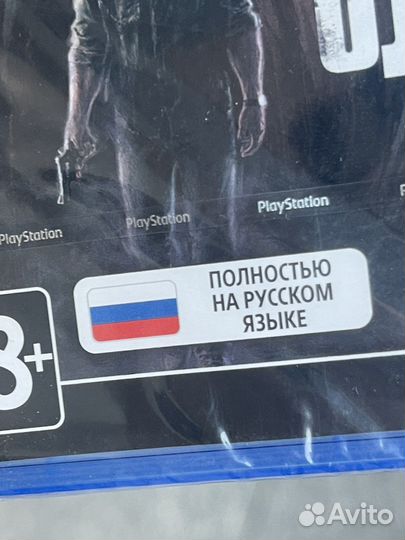 PlayStation
PlayStation
PlayStation
ПОЛНОСТЬЮ
НА РУССКОМ
ЯЗЫКЕ
8+
Avito